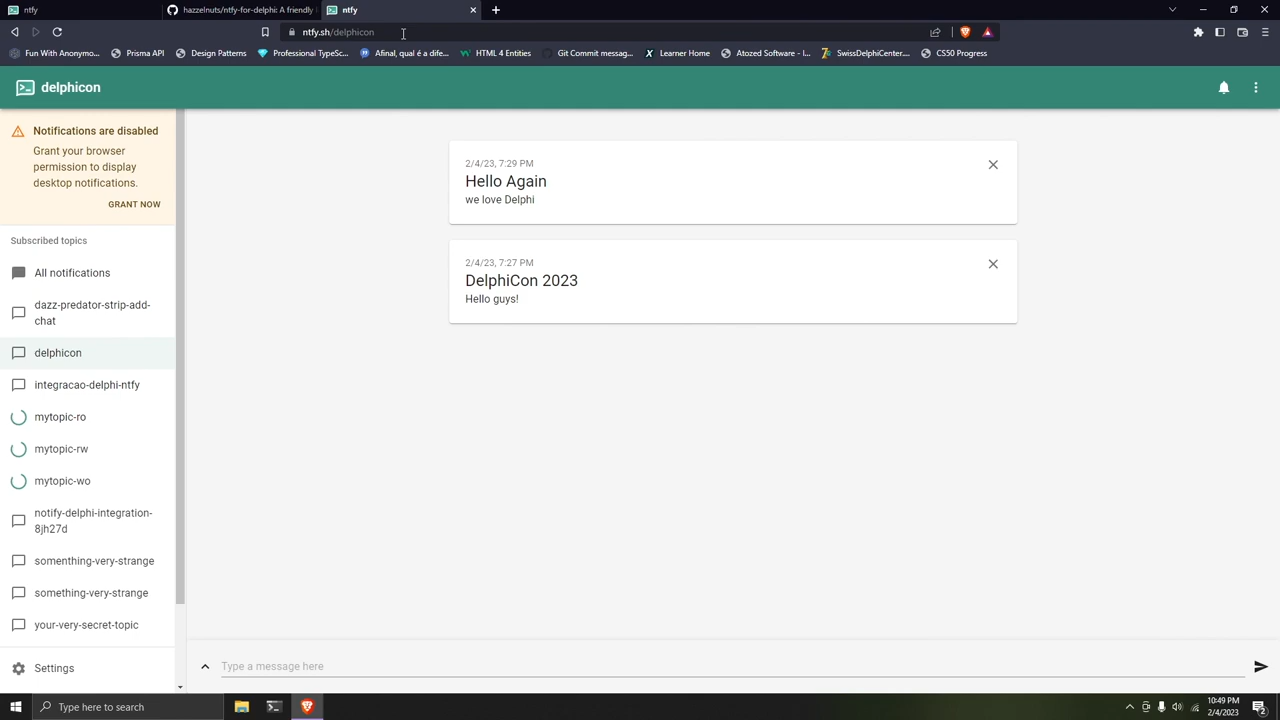 ntfy
hazzelnuts/ntfy-for-delphi: A friendly
ntfy
ntfy.sh/delphicon
Fun With Anonymo...
Prisma API
Design Patterns
Professional TypeSc...
Afinal, qual é a dife...
HTML 4 Entities
Git Commit messag...
Learner Home
Atozed Software - I...
SwissDelphiCenter....
CS50 Progress
delphicon
Notifications are disabled
Grant your browser
permission to display
desktop notifications.
GRANT NOW
Subscribed topics
All notifications
dazz-predator-strip-add-
chat
delphicon
integracao-delphi-ntfy
mytopic-ro
mytopic-rw
mytopic-wo
notify-delphi-integration-
8jh27d
somenthing-very-strange
something-very-strange
your-very-secret-topic
Settings
2/4/23, 7:29 PM
Hello Again
we love Delphi
2/4/23, 7:27 PM
DelphiCon 2023
Hello guys!
Type a message here
Type here to search
10:49 PM
2/4/2023
2